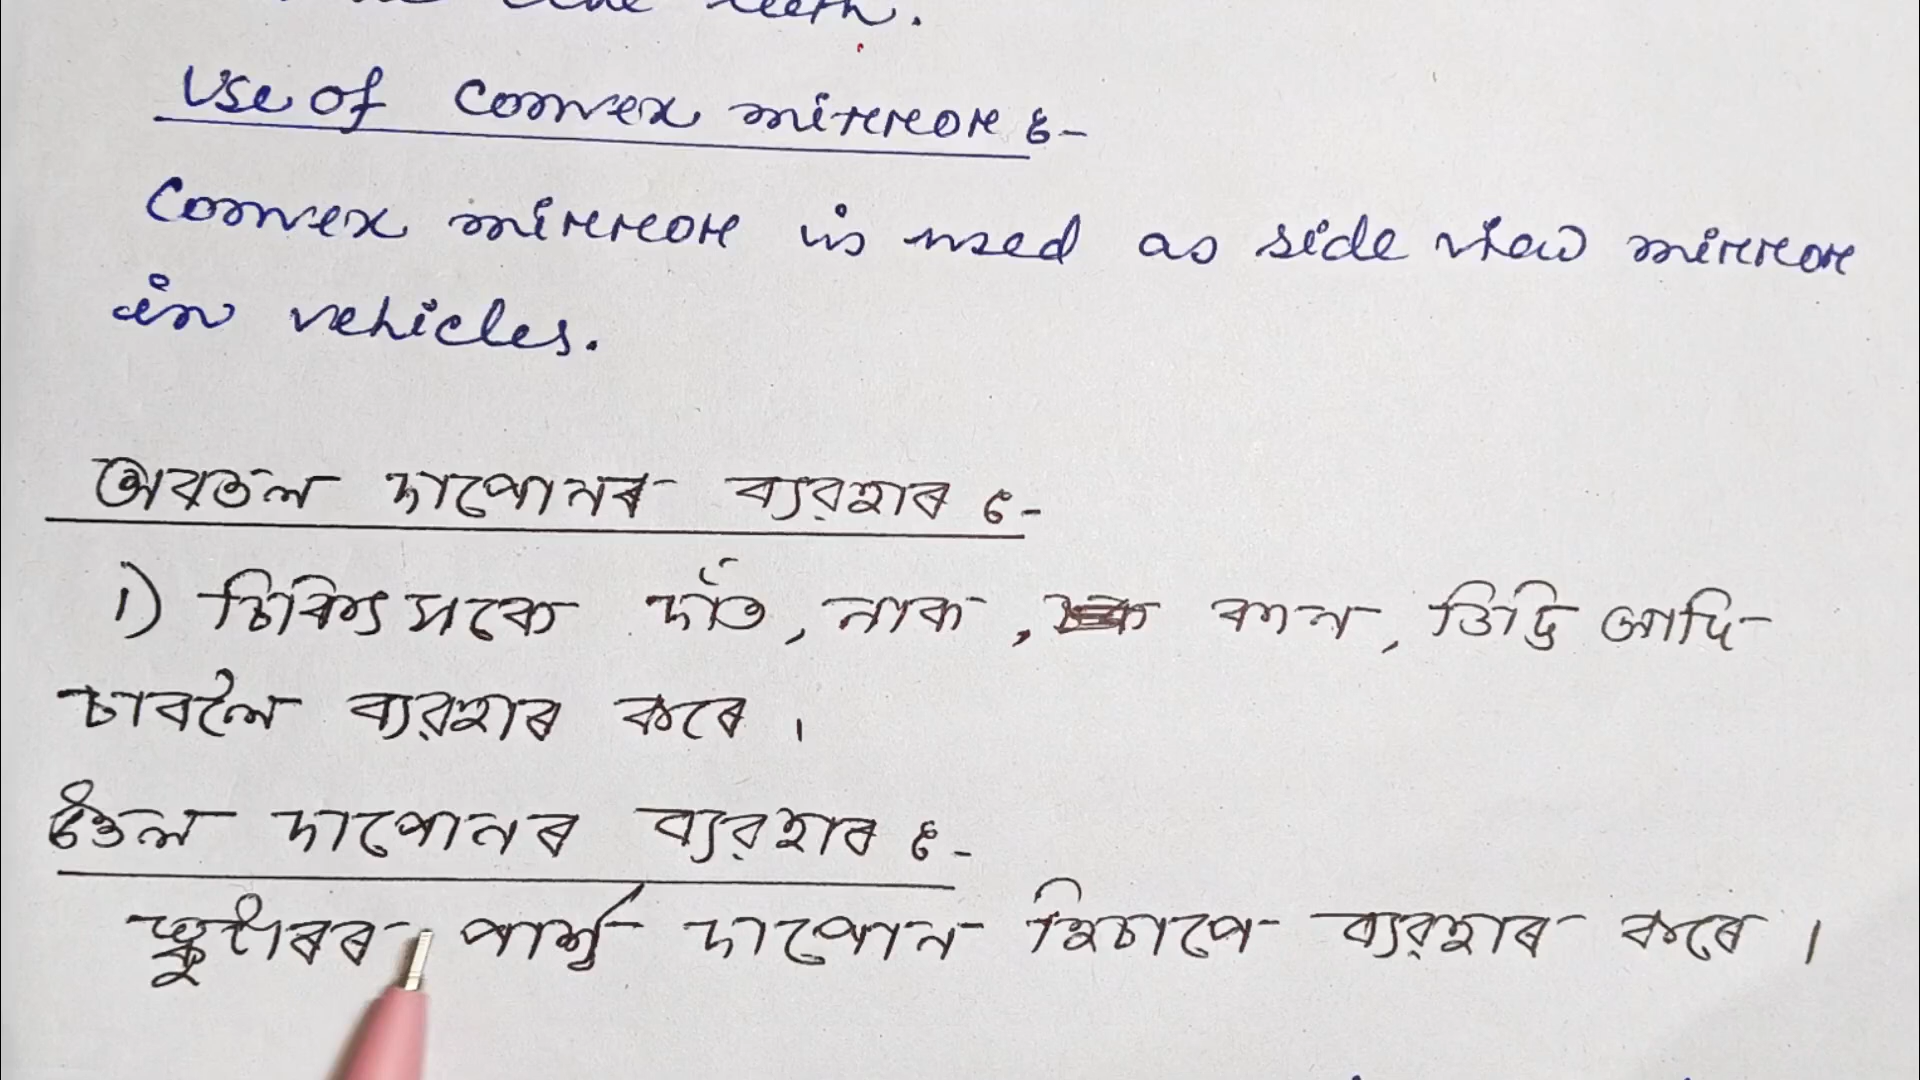 teeth.
Use of Convex mirror :-
Convex mirror is used as side view mirror
in vehicles.
অৱতল দাপোনৰ ব্যৱহাৰ :-
1) চিকিৎসকে দাঁত, নাক, কান, ডিঙি আদি
চাবলৈ ব্যৱহাৰ কৰে ।
উত্তল দাপোনৰ ব্যৱহাৰ :-
স্কুটাৰৰ পাৰ্শ্ব দাপোন হিচাপে ব্যৱহাৰ কৰে ।